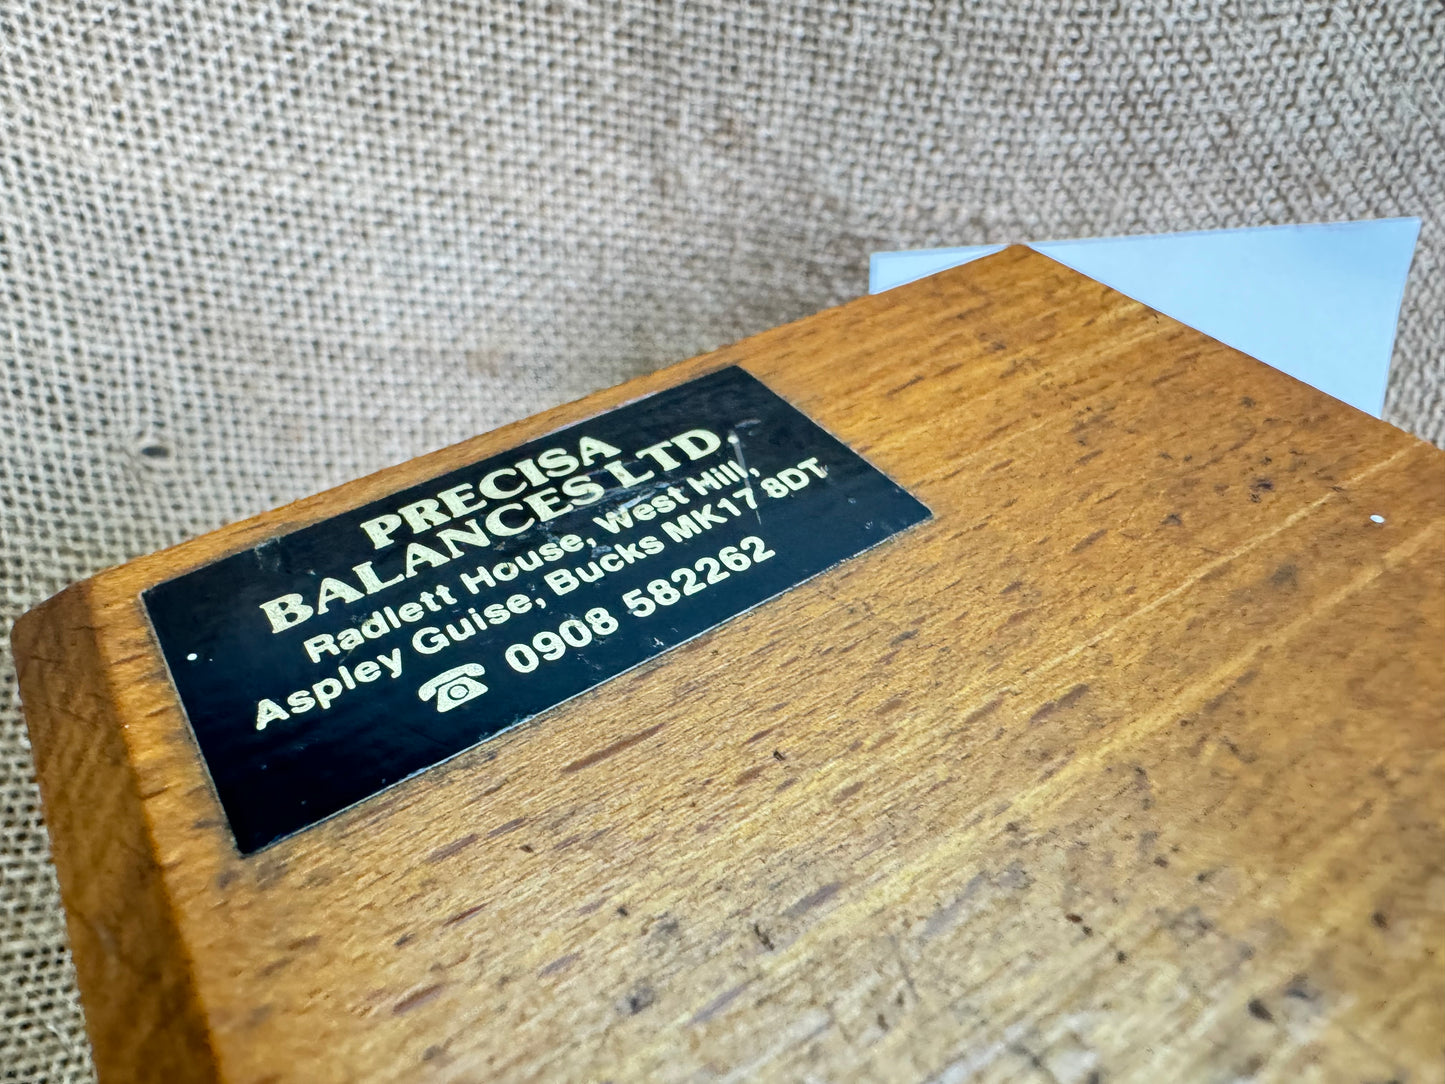 PRECISA
BALANCES LTD
Radlett House, West Hill,
Aspley Guise, Bucks MK17 8DT
☎ 0908 582262